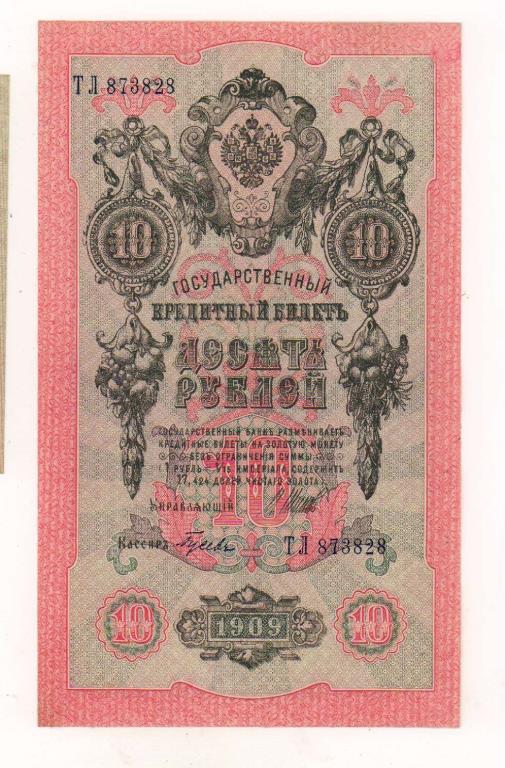 ТЛ 873828
10 10
ГОСУДАРСТВЕННЫЙ
КРЕДИТНЫЙ БИЛЕТЪ
ДЕСЯТЬ
РУБЛЕЙ
ГОСУДАРСТВЕННЫЙ БАНКЪ РАЗМѢНИВАЕТЪ
КРЕДИТНЫЕ БИЛЕТЫ НА ЗОЛОТУЮ МОНЕТУ
БЕЗЪ ОГРАНИЧЕНІЯ СУММЫ
(1 РУБЛЬ = 1/15 ИМПЕРІАЛА, СОДЕРЖИТЪ
17,424 ДОЛЕЙ ЧИСТАГО ЗОЛОТА).
10
УПРАВЛЯЮЩІЙ
Кассиръ
ТЛ 873828
10 1909 10